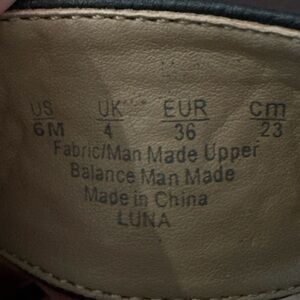 US UK EUR cm
6M 4 36 23
Fabric/Man Made Upper
Balance Man Made
Made in China
LUNA